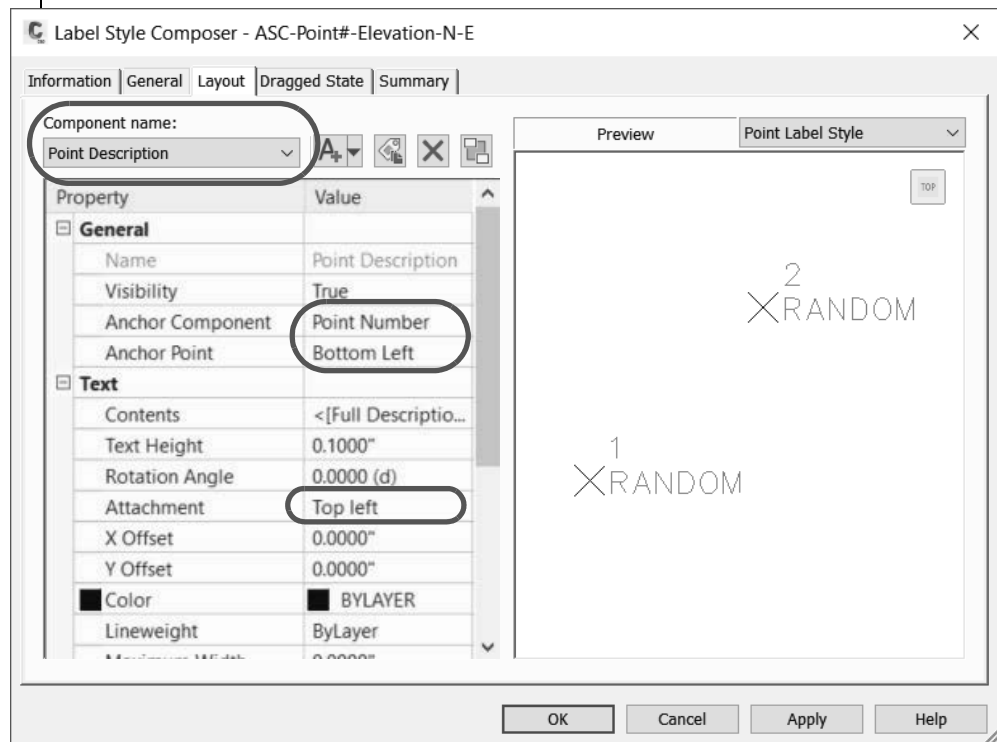 Label Style Composer - ASC-Point#-Elevation-N-E
Information General Layout Dragged State Summary
Component name:
Point Description
Preview Point Label Style
Property Value
General
Name Point Description
Visibility True
Anchor Component Point Number
Anchor Point Bottom Left
Text
Contents <[Full Descriptio...
Text Height 0.1000"
Rotation Angle 0.0000 (d)
Attachment Top left
X Offset 0.0000"
Y Offset 0.0000"
Color BYLAYER
Lineweight ByLayer
TOP
2
RANDOM
1
RANDOM
OK Cancel Apply Help